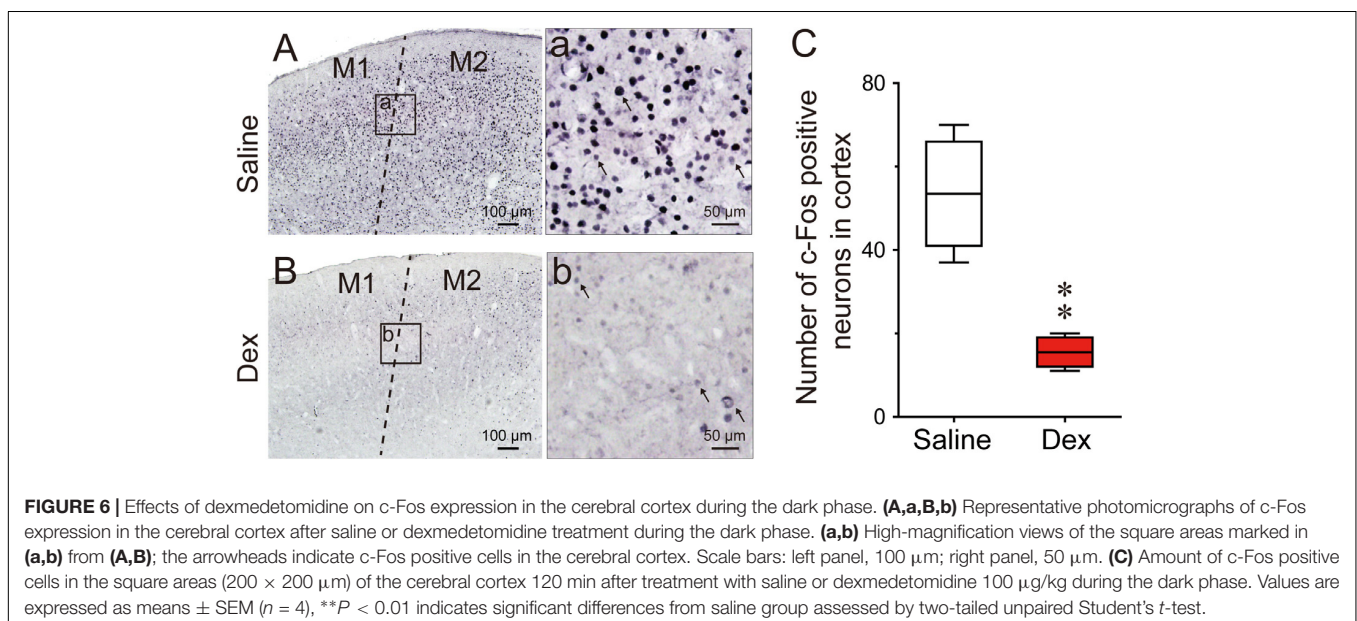 A
M1
M2
a
100 μm
a
50 μm
Saline
B
M1
M2
b
100 μm
b
50 μm
Dex
C
Number of c-Fos positive
neurons in cortex
80
40
0
**
Saline
Dex
FIGURE 6 | Effects of dexmedetomidine on c-Fos expression in the cerebral cortex during the dark phase. (A,a,B,b) Representative photomicrographs of c-Fos
expression in the cerebral cortex after saline or dexmedetomidine treatment during the dark phase. (a,b) High-magnification views of the square areas marked in
(a,b) from (A,B); the arrowheads indicate c-Fos positive cells in the cerebral cortex. Scale bars: left panel, 100 μm; right panel, 50 μm. (C) Amount of c-Fos positive
cells in the square areas (200 × 200 μm) of the cerebral cortex 120 min after treatment with saline or dexmedetomidine 100 μg/kg during the dark phase. Values are
expressed as means ± SEM (n = 4), **P < 0.01 indicates significant differences from saline group assessed by two-tailed unpaired Student's t-test.